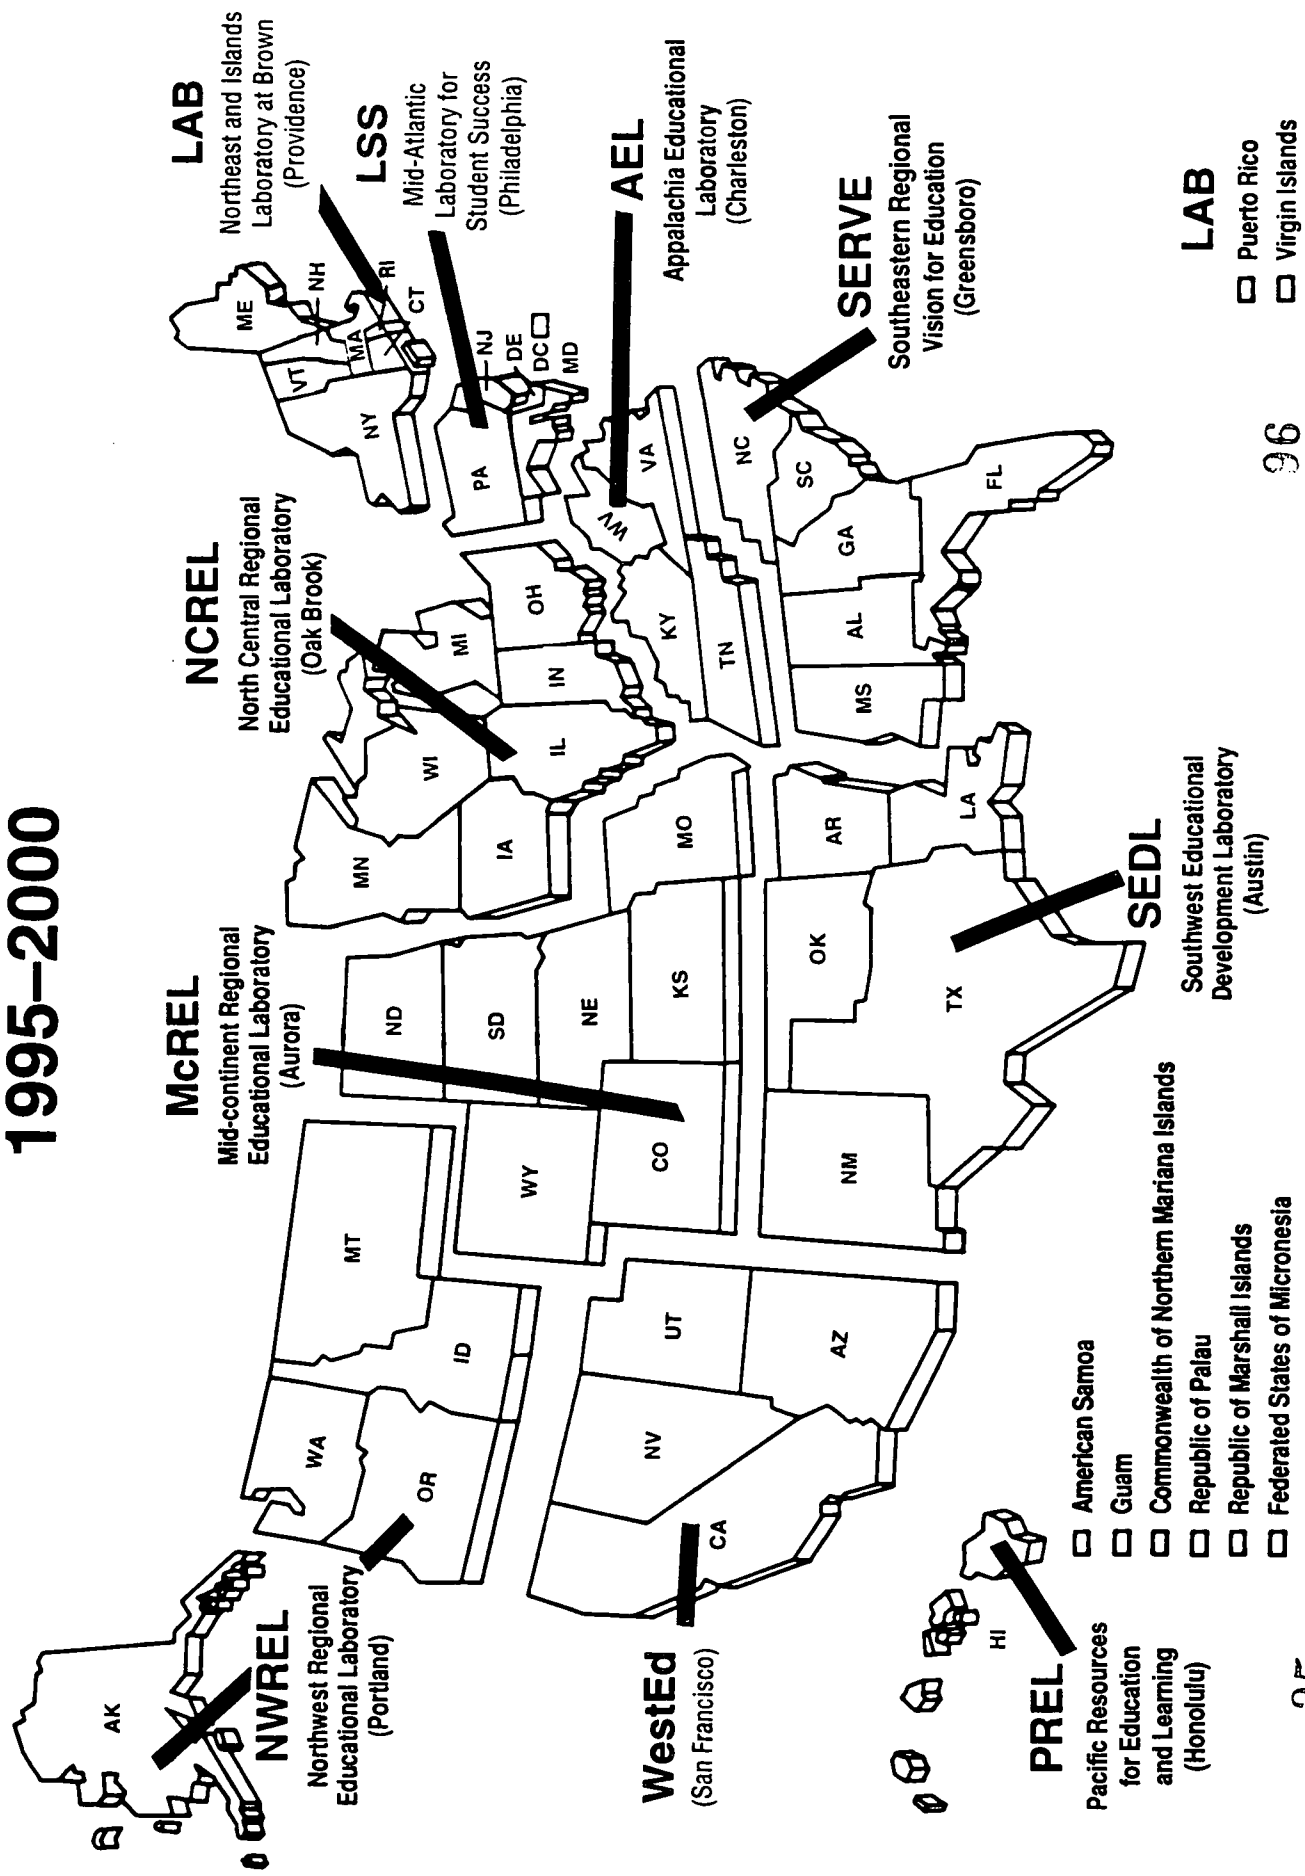 1995–2000
NWREL
Northwest Regional
Educational Laboratory
(Portland)
McREL
Mid-continent Regional
Educational Laboratory
(Aurora)
NCREL
North Central Regional
Educational Laboratory
(Oak Brook)
LAB
Northeast and Islands
Laboratory at Brown
(Providence)
LSS
Mid-Atlantic
Laboratory for
Student Success
(Philadelphia)
AEL
Appalachia Educational
Laboratory
(Charleston)
SERVE
Southeastern Regional
Vision for Education
(Greensboro)
WestEd
(San Francisco)
PREL
Pacific Resources
for Education
and Learning
(Honolulu)
American Samoa
Guam
Commonwealth of Northern Mariana Islands
Republic of Palau
Republic of Marshall Islands
Federated States of Micronesia
SEDL
Southwest Educational
Development Laboratory
(Austin)
LAB
Puerto Rico
Virgin Islands
AK
WA
OR
MT
ID
WY
ND
SD
NE
KS
CO
MO
MN
WI
IA
IL
IN
MI
OH
NY
VT
ME
NH
MA
RI
CT
PA
NJ
DE
DC
MD
WV
VA
KY
TN
NC
SC
GA
FL
AL
MS
AR
LA
OK
TX
NM
UT
AZ
NV
CA
HI
96